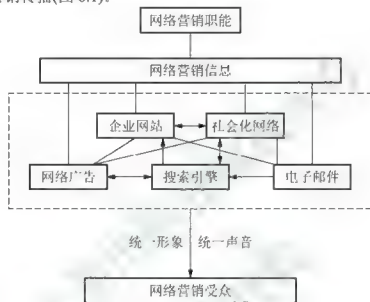 网络营销职能
网络营销信息
企业网站 社会化网络
网络广告 搜索引擎 电子邮件
统一形象 统一声音
网络营销受众